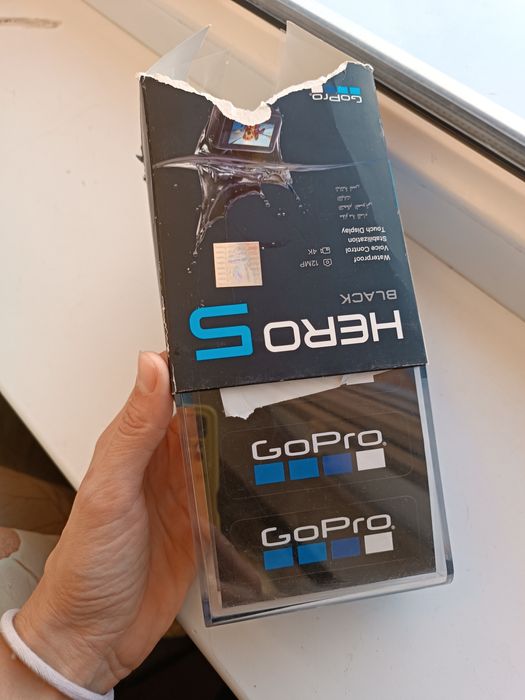 HERO5
BLACK
12MP 4K
Waterproof
Voice Control
Stabilization
Touch Display
GoPro
GoPro
GoPro